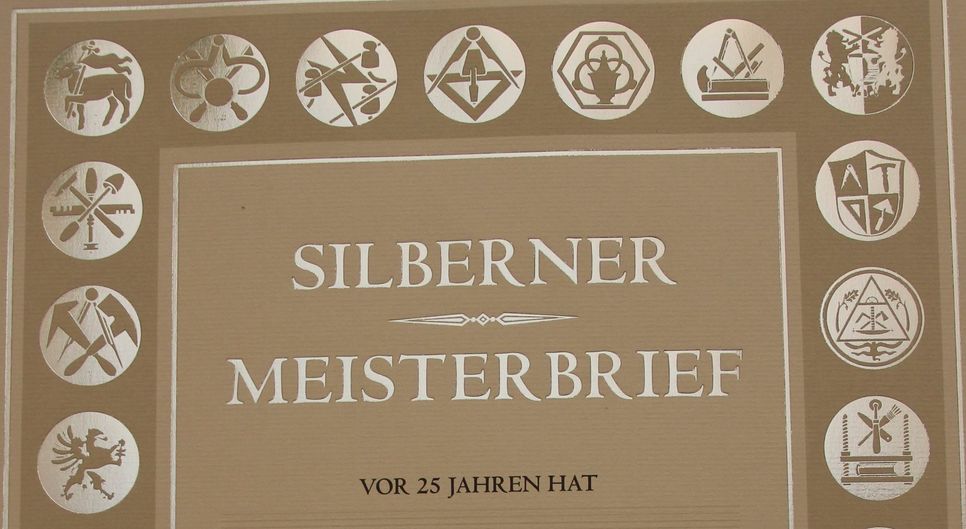 SILBERNER
MEISTERBRIEF
VOR 25 JAHREN HAT